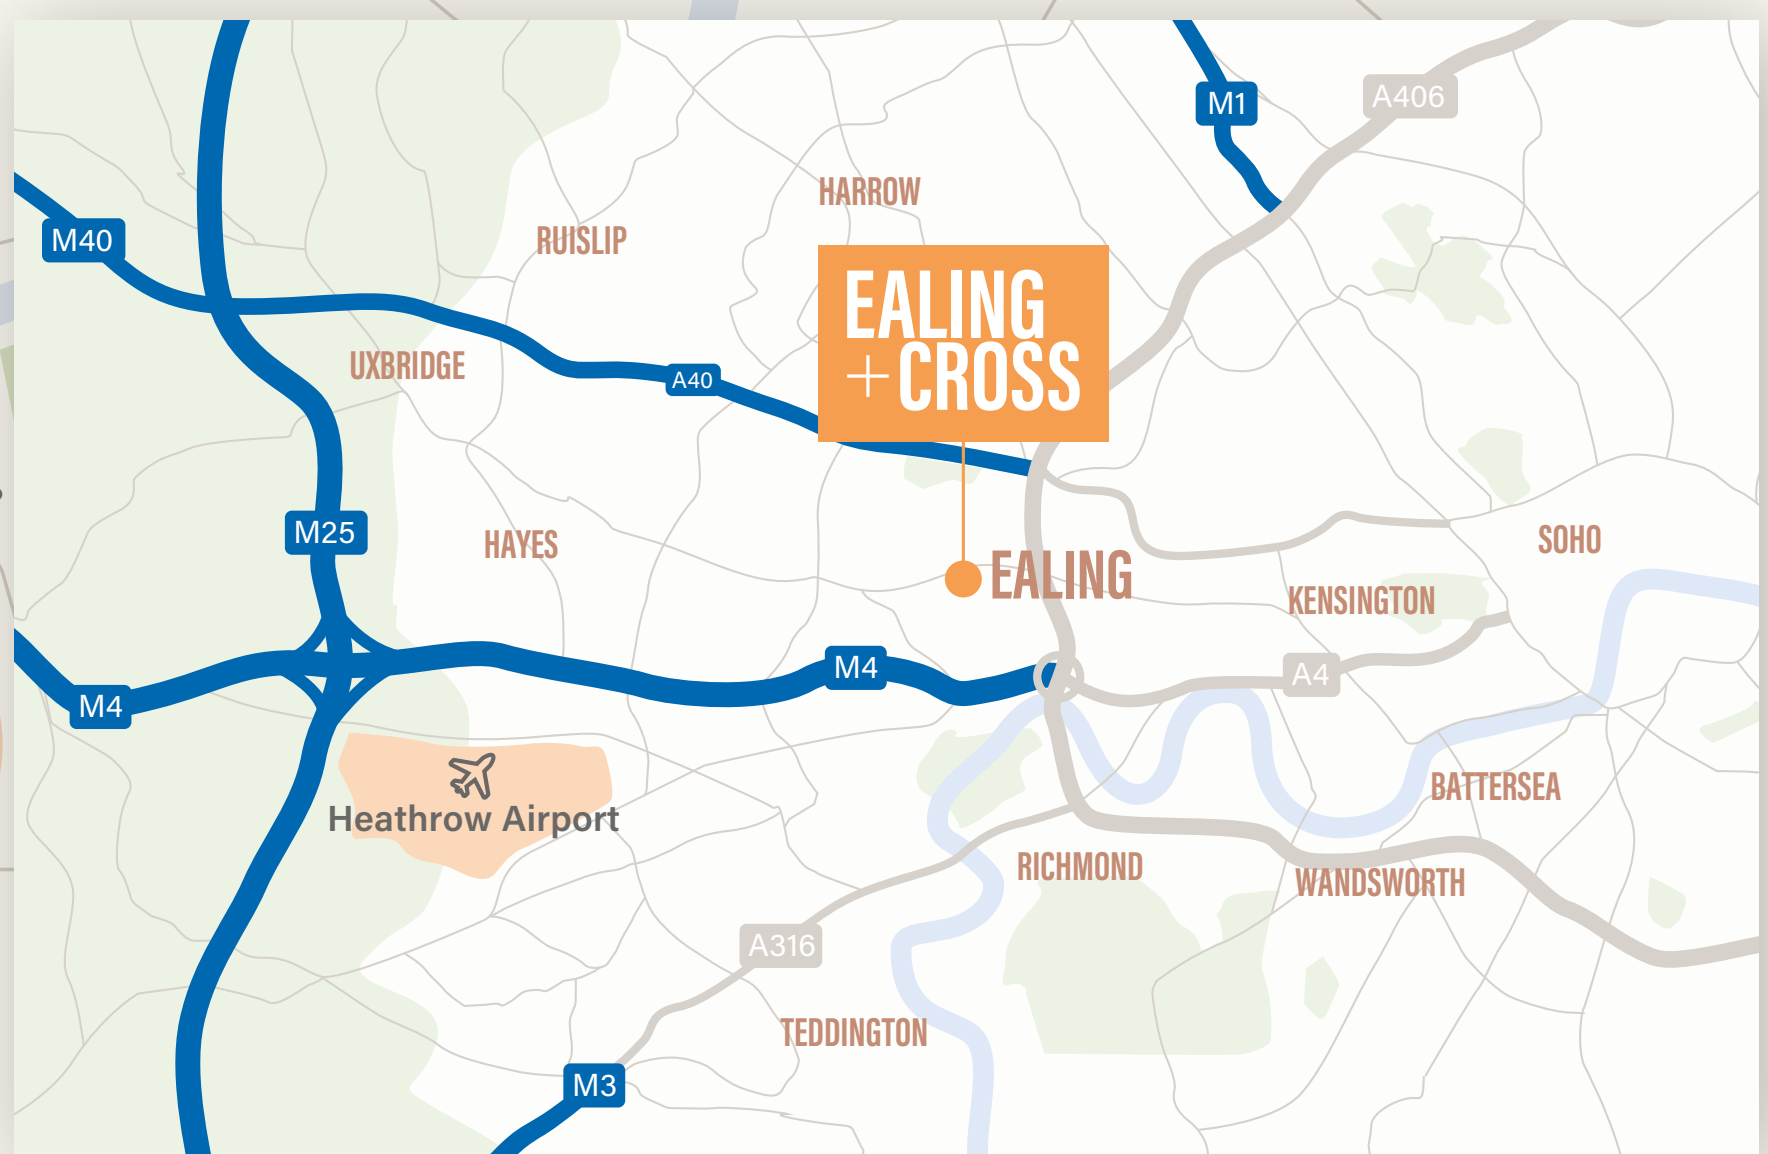 M1
A406
HARROW
M40
RUISLIP
EALING
+CROSS
UXBRIDGE
A40
M25
HAYES
SOHO
EALING
KENSINGTON
M4
A4
M4
Heathrow Airport
BATTERSEA
RICHMOND
WANDSWORTH
A316
TEDDINGTON
M3